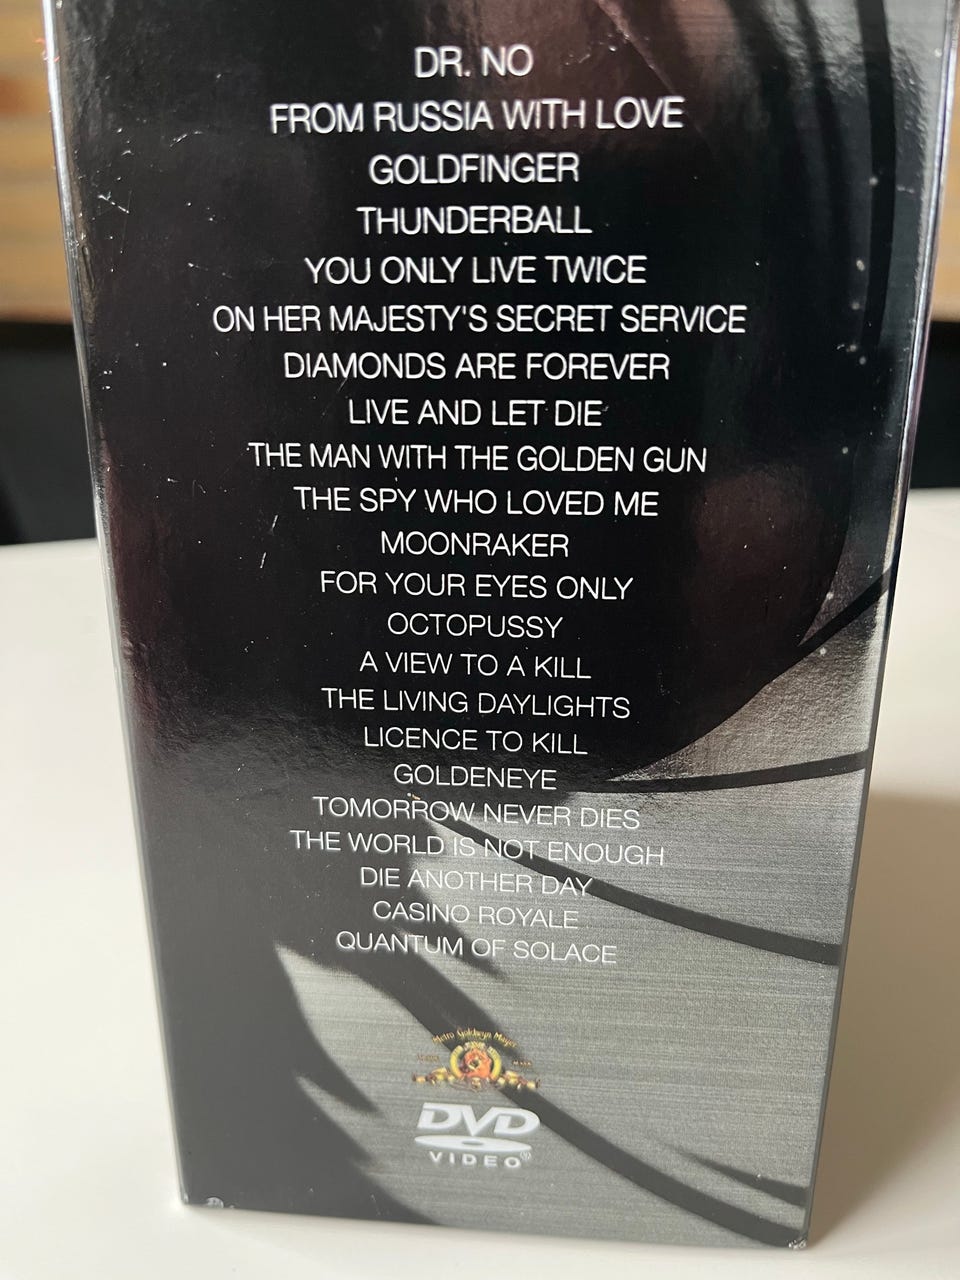 DR. NO
FROM RUSSIA WITH LOVE
GOLDFINGER
THUNDERBALL
YOU ONLY LIVE TWICE
ON HER MAJESTY'S SECRET SERVICE
DIAMONDS ARE FOREVER
LIVE AND LET DIE
THE MAN WITH THE GOLDEN GUN
THE SPY WHO LOVED ME
MOONRAKER
FOR YOUR EYES ONLY
OCTOPUSSY
A VIEW TO A KILL
THE LIVING DAYLIGHTS
LICENCE TO KILL
GOLDENEYE
TOMORROW NEVER DIES
THE WORLD IS NOT ENOUGH
DIE ANOTHER DAY
CASINO ROYALE
QUANTUM OF SOLACE
Metro Goldwyn Mayer
DVD
VIDEO®